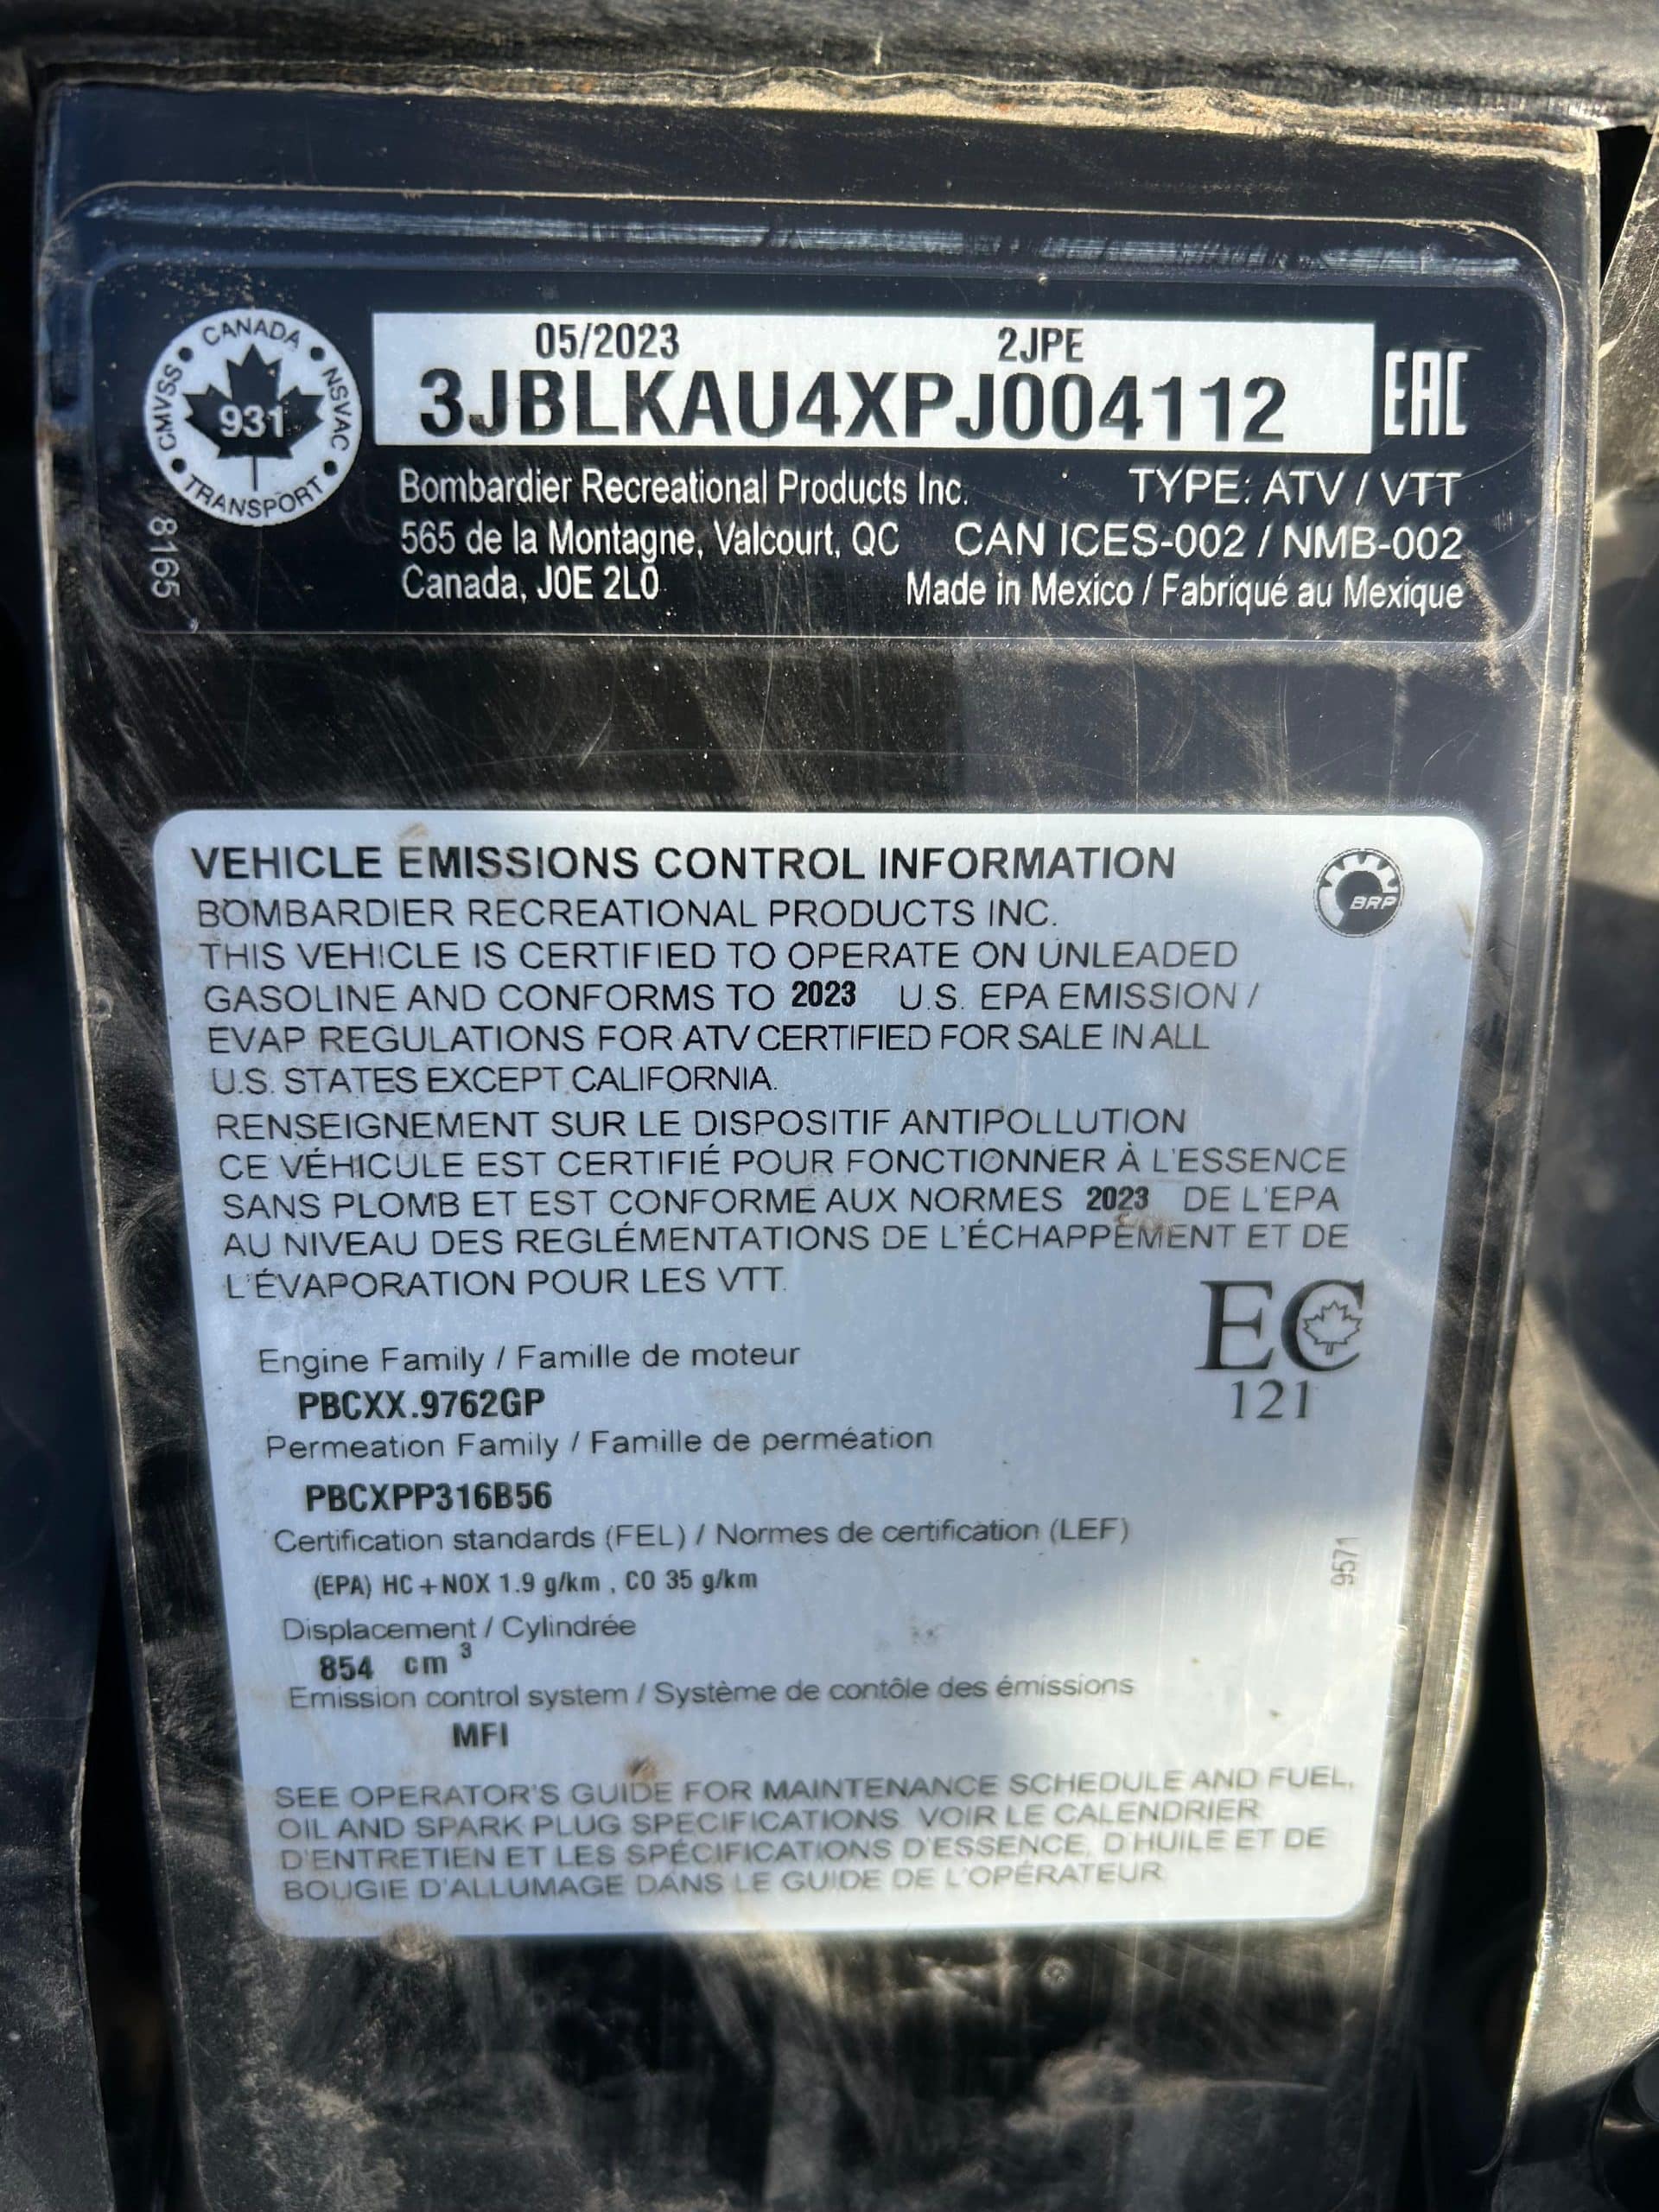 CANADA
NSVAC
CMVSS
TRANSPORT
931
8165
05/2023 2JPE
3JBLKAU4XPJ004112
EAC
Bombardier Recreational Products Inc. TYPE: ATV / VTT
565 de la Montagne, Valcourt, QC CAN ICES-002 / NMB-002
Canada, J0E 2L0 Made in Mexico / Fabriqué au Mexique
VEHICLE EMISSIONS CONTROL INFORMATION
BRP
BOMBARDIER RECREATIONAL PRODUCTS INC.
THIS VEHICLE IS CERTIFIED TO OPERATE ON UNLEADED
GASOLINE AND CONFORMS TO 2023 U.S. EPA EMISSION /
EVAP REGULATIONS FOR ATV CERTIFIED FOR SALE IN ALL
U.S. STATES EXCEPT CALIFORNIA.
RENSEIGNEMENT SUR LE DISPOSITIF ANTIPOLLUTION
CE VÉHICULE EST CERTIFIÉ POUR FONCTIONNER À L'ESSENCE
SANS PLOMB ET EST CONFORME AUX NORMES 2023 DE L'EPA
AU NIVEAU DES REGLÉMENTATIONS DE L'ÉCHAPPEMENT ET DE
L'ÉVAPORATION POUR LES VTT.
EC
121
Engine Family / Famille de moteur
PBCXX.9762GP
Permeation Family / Famille de perméation
PBCXPP316B56
Certification standards (FEL) / Normes de certification (LEF)
(EPA) HC+NOX 1.9 g/km , CO 35 g/km
9571
Displacement / Cylindrée
854 cm³
Emission control system / Système de contôle des émissions
MFI
SEE OPERATOR'S GUIDE FOR MAINTENANCE SCHEDULE AND FUEL,
OIL AND SPARK PLUG SPECIFICATIONS. VOIR LE CALENDRIER
D'ENTRETIEN ET LES SPÉCIFICATIONS D'ESSENCE, D'HUILE ET DE
BOUGIE D'ALLUMAGE DANS LE GUIDE DE L'OPÉRATEUR